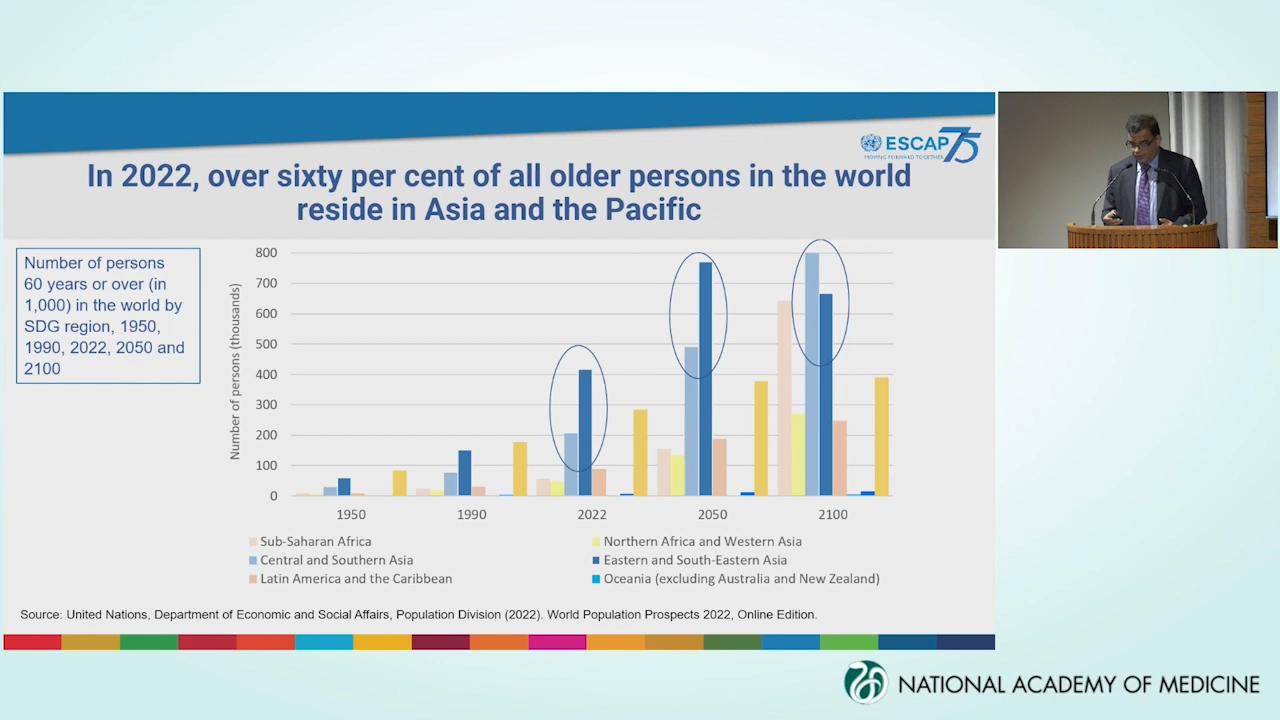 ESCAP 75
MOVING FORWARD TOGETHER
In 2022, over sixty per cent of all older persons in the world
reside in Asia and the Pacific
Number of persons
60 years or over (in
1,000) in the world by
SDG region, 1950,
1990, 2022, 2050 and
2100
Number of persons (thousands)
800
700
600
500
400
300
200
100
0
1950 1990 2022 2050 2100
Sub-Saharan Africa Northern Africa and Western Asia
Central and Southern Asia Eastern and South-Eastern Asia
Latin America and the Caribbean Oceania (excluding Australia and New Zealand)
Source: United Nations, Department of Economic and Social Affairs, Population Division (2022). World Population Prospects 2022, Online Edition.
NATIONAL ACADEMY OF MEDICINE